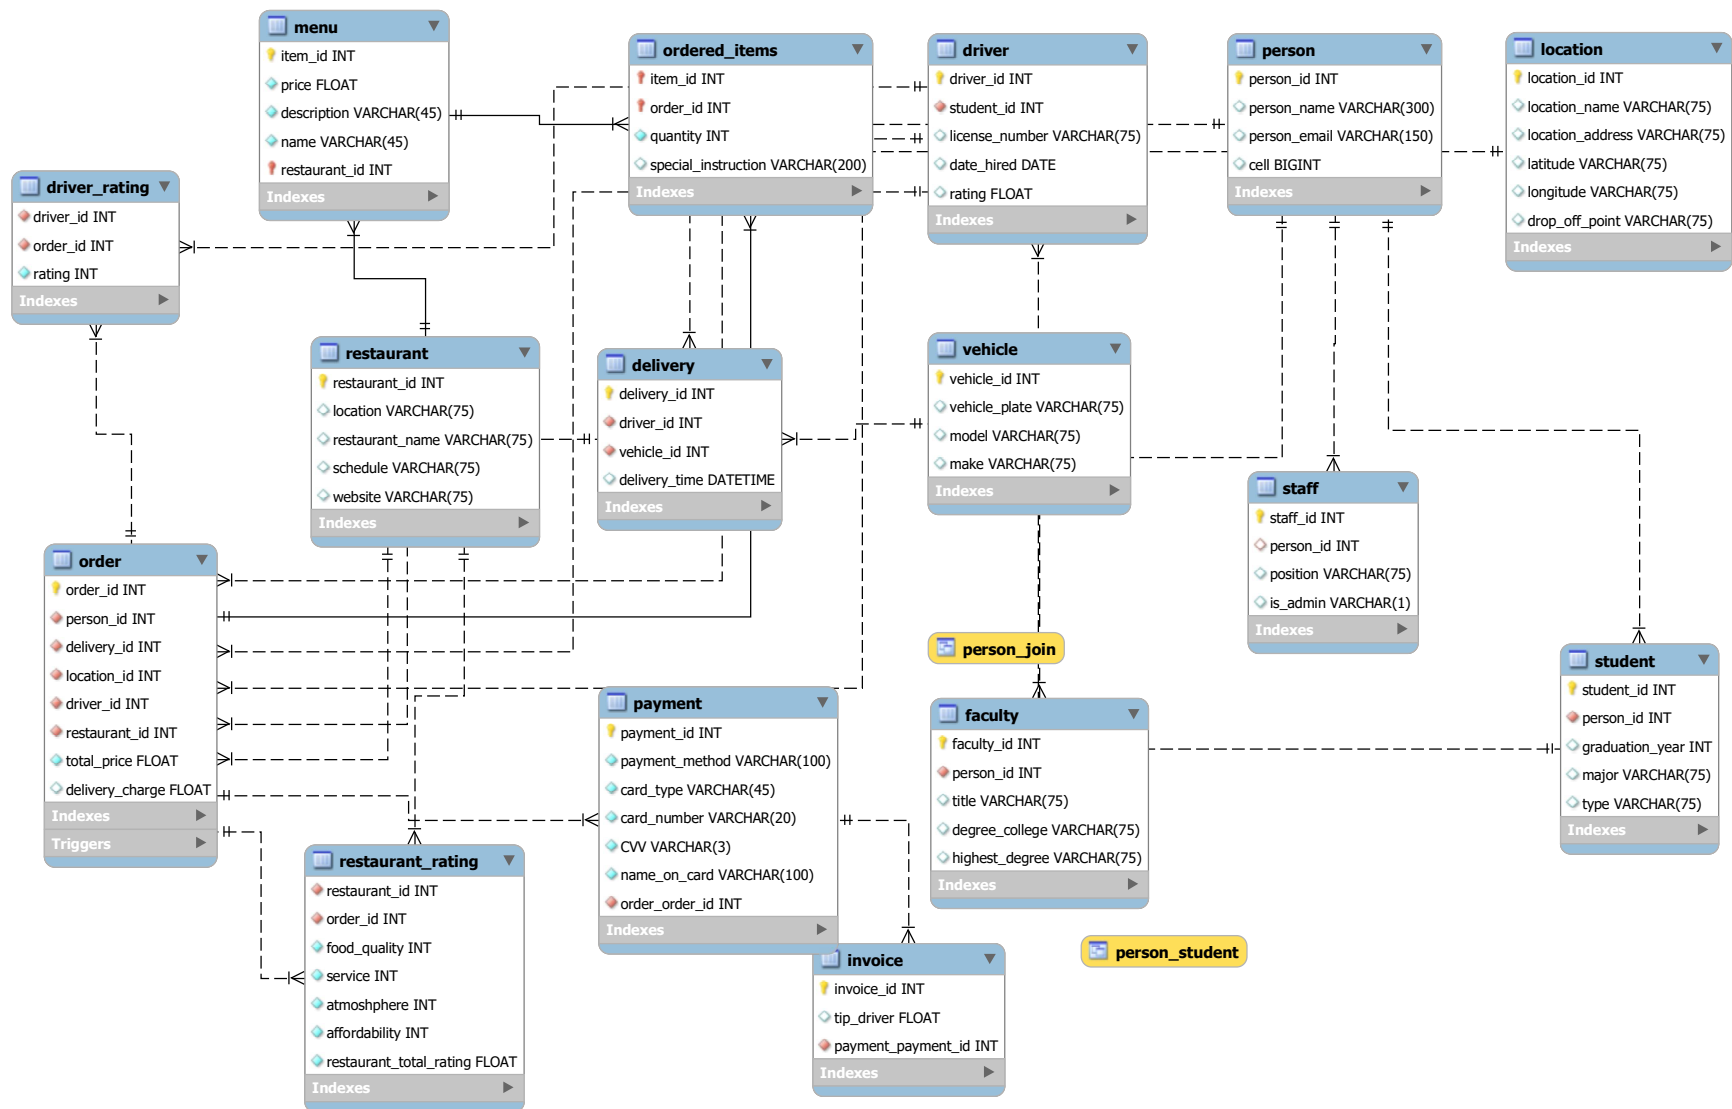 menu
item_id INT
price FLOAT
description VARCHAR(45)
name VARCHAR(45)
restaurant_id INT
Indexes
ordered_items
item_id INT
order_id INT
quantity INT
special_instruction VARCHAR(200)
Indexes
driver
driver_id INT
student_id INT
license_number VARCHAR(75)
date_hired DATE
rating FLOAT
Indexes
person
person_id INT
person_name VARCHAR(300)
person_email VARCHAR(150)
cell BIGINT
Indexes
location
location_id INT
location_name VARCHAR(75)
location_address VARCHAR(75)
latitude VARCHAR(75)
longitude VARCHAR(75)
drop_off_point VARCHAR(75)
Indexes
driver_rating
driver_id INT
order_id INT
rating INT
Indexes
restaurant
restaurant_id INT
location VARCHAR(75)
restaurant_name VARCHAR(75)
schedule VARCHAR(75)
website VARCHAR(75)
Indexes
delivery
delivery_id INT
driver_id INT
vehicle_id INT
delivery_time DATETIME
Indexes
vehicle
vehicle_id INT
vehicle_plate VARCHAR(75)
model VARCHAR(75)
make VARCHAR(75)
Indexes
staff
staff_id INT
person_id INT
position VARCHAR(75)
is_admin VARCHAR(1)
Indexes
order
order_id INT
person_id INT
delivery_id INT
location_id INT
driver_id INT
restaurant_id INT
total_price FLOAT
delivery_charge FLOAT
Indexes
Triggers
person_join
student
student_id INT
person_id INT
graduation_year INT
major VARCHAR(75)
type VARCHAR(75)
Indexes
payment
payment_id INT
payment_method VARCHAR(100)
card_type VARCHAR(45)
card_number VARCHAR(20)
CVV VARCHAR(3)
name_on_card VARCHAR(100)
order_order_id INT
Indexes
faculty
faculty_id INT
person_id INT
title VARCHAR(75)
degree_college VARCHAR(75)
highest_degree VARCHAR(75)
Indexes
restaurant_rating
restaurant_id INT
order_id INT
food_quality INT
service INT
atmoshphere INT
affordability INT
restaurant_total_rating FLOAT
Indexes
person_student
invoice
invoice_id INT
tip_driver FLOAT
payment_payment_id INT
Indexes